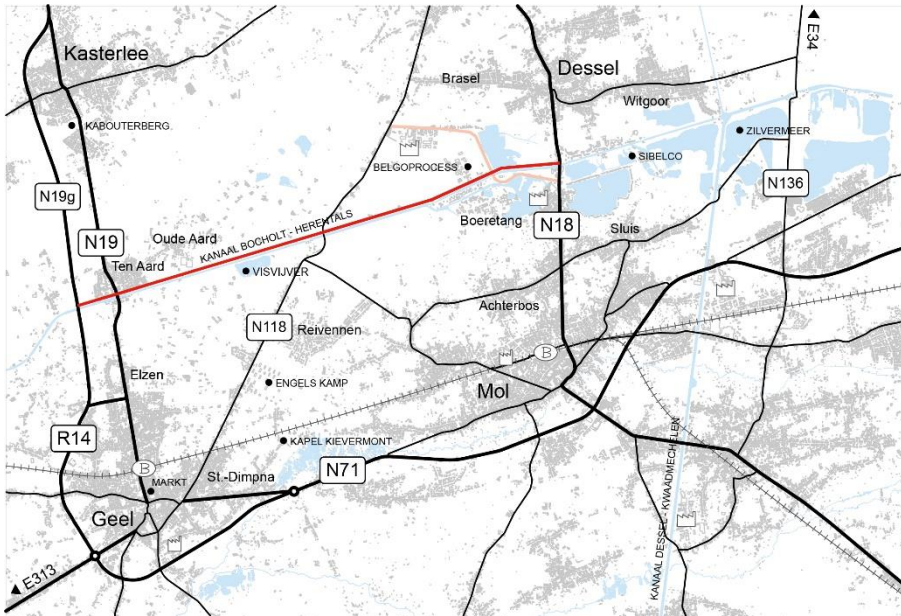 E34
Kasterlee
Dessel
Brasel
Witgoor
KABOUTERBERG
ZILVERMEER
SIBELCO
BELGOPROCESS
N136
N19g
N18
Boeretang
Sluis
N19
Oude Aard
KANAAL BOCHOLT - HERENTALS
Ten Aard
VISVIJVER
Achterbos
N118
Reivennen
B
Elzen
ENGELS KAMP
Mol
R14
KAPEL KIEVERMONT
KANAAL DESSEL - KWAADMECHELEN
B
St.-Dimpna
N71
MARKT
Geel
E313